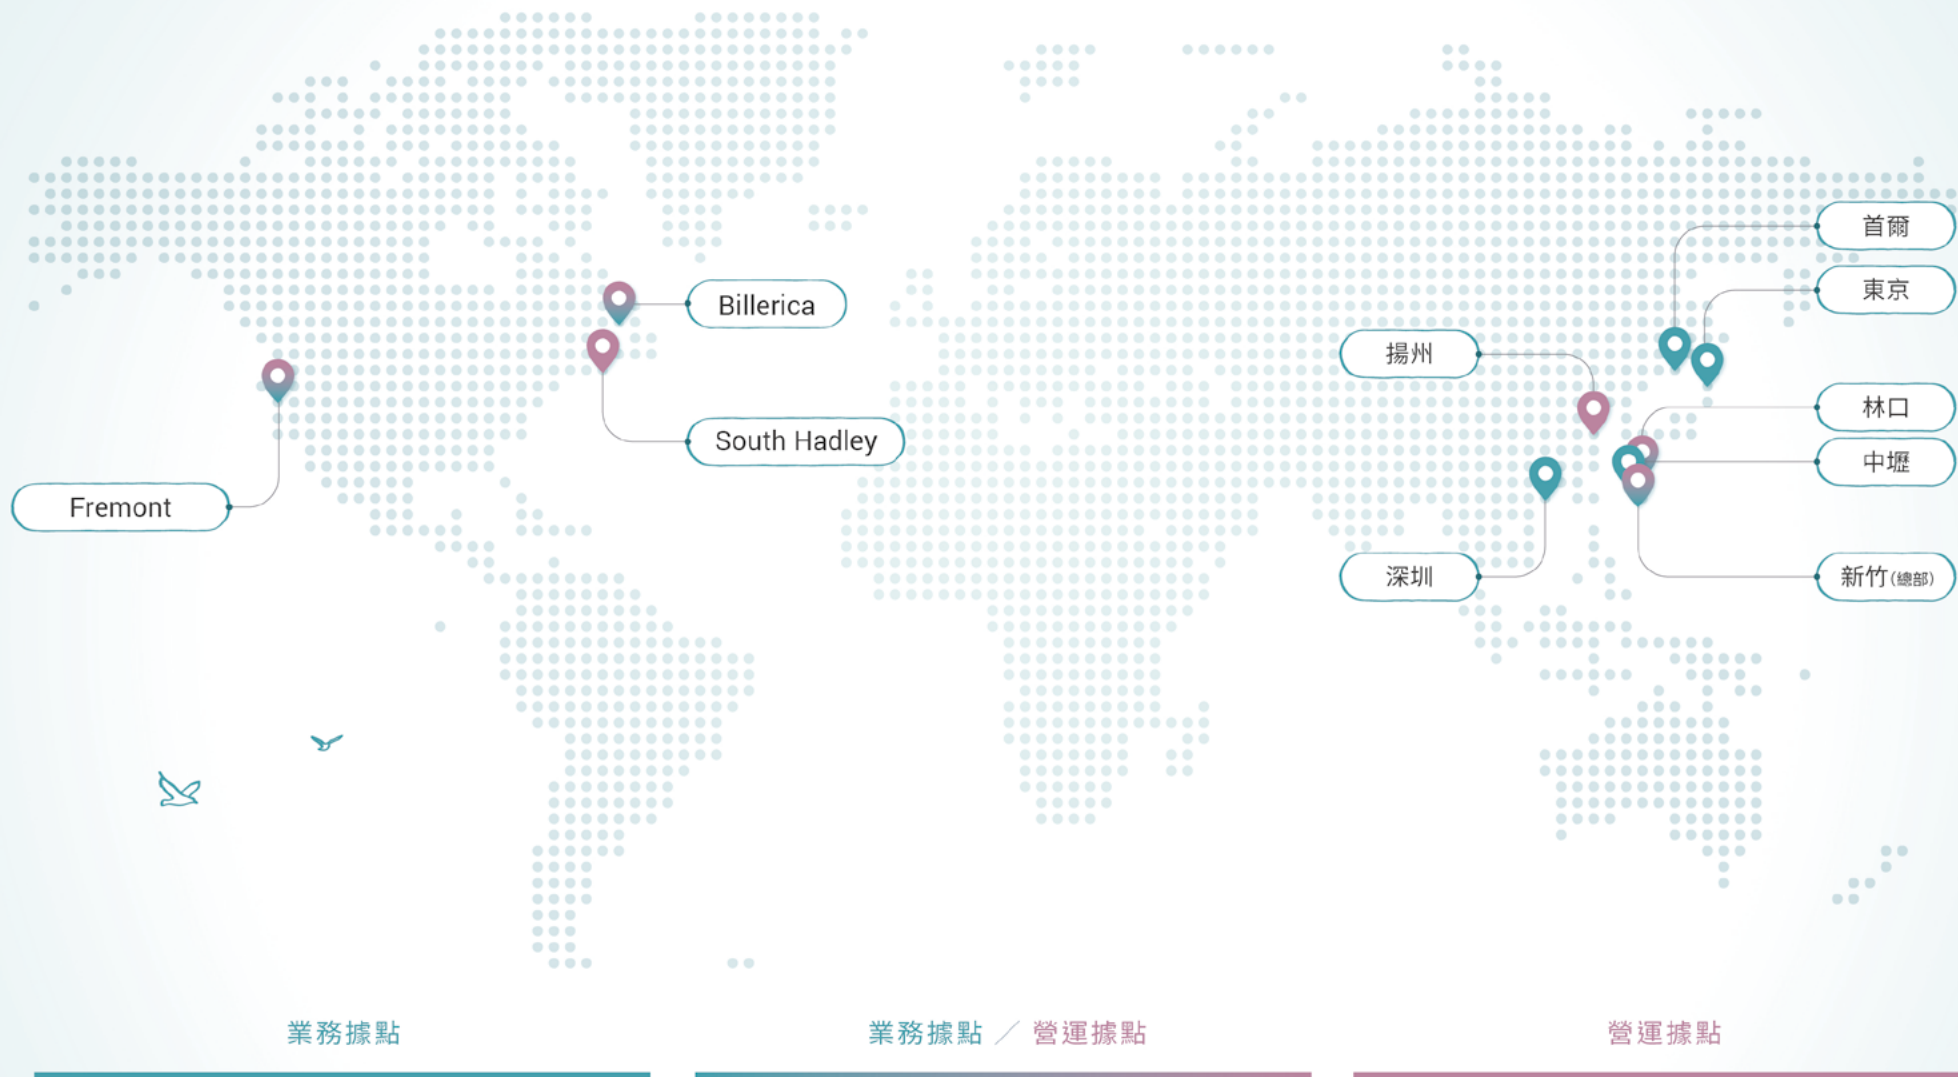 首爾
Billerica
東京
揚州
林口
South Hadley
中壢
Fremont
深圳
新竹(總部)
業務據點
業務據點／營運據點
營運據點